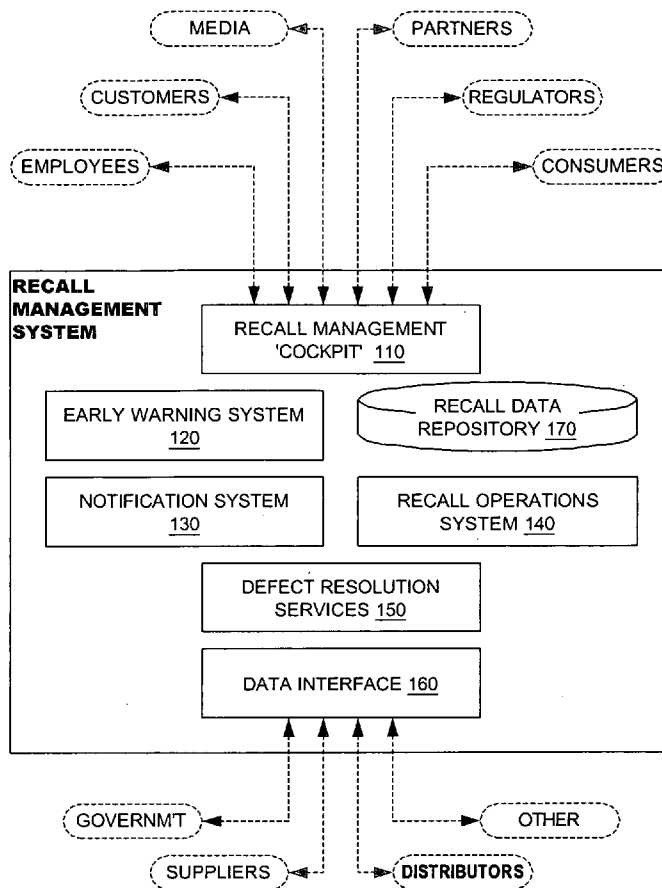 MEDIA
PARTNERS
CUSTOMERS
REGULATORS
EMPLOYEES
CONSUMERS
RECALL
MANAGEMENT
SYSTEM
RECALL MANAGEMENT
'COCKPIT' 110
EARLY WARNING SYSTEM
120
RECALL DATA
REPOSITORY 170
NOTIFICATION SYSTEM
130
RECALL OPERATIONS
SYSTEM 140
DEFECT RESOLUTION
SERVICES 150
DATA INTERFACE 160
GOVERNM'T
OTHER
SUPPLIERS
DISTRIBUTORS